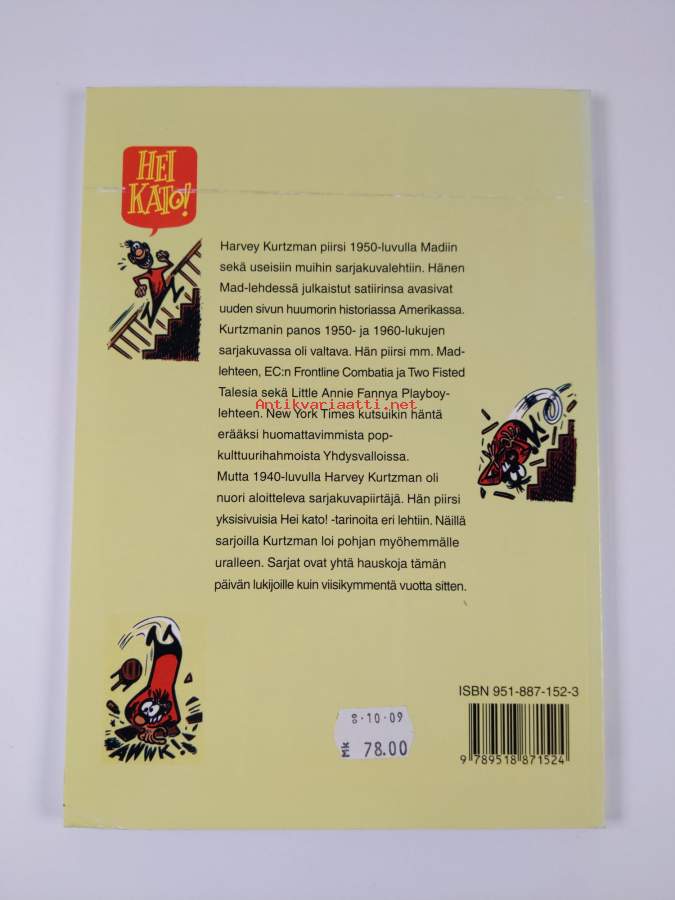 HEI
KATO!
Harvey Kurtzman piirsi 1950-luvulla Madiin
sekä useisiin muihin sarjakuvalehtiin. Hänen
Mad-lehdessä julkaistut satiirinsa avasivat
uuden sivun huumorin historiassa Amerikassa.
Kurtzmanin panos 1950- ja 1960-lukujen
sarjakuvassa oli valtava. Hän piirsi mm. Mad-
lehteen, EC:n Frontline Combatia ja Two Fisted
Talesia sekä Little Annie Fannya Playboy-
lehteen. New York Times kutsuikin häntä
Antikvariaatti.net
erääksi huomattavimmista pop-
kulttuurihahmoista Yhdysvalloissa.
Mutta 1940-luvulla Harvey Kurtzman oli
nuori aloitteleva sarjakuvapiirtäjä. Hän piirsi
yksisivuisia Hei kato! -tarinoita eri lehtiin. Näillä
sarjoilla Kurtzman loi pohjan myöhemmälle
uralleen. Sarjat ovat yhtä hauskoja tämän
päivän lukijoille kuin viisikymmentä vuotta sitten.
AWWK!
8-10-09
Mk 78.00
ISBN 951-887-152-3
9 789518 871524